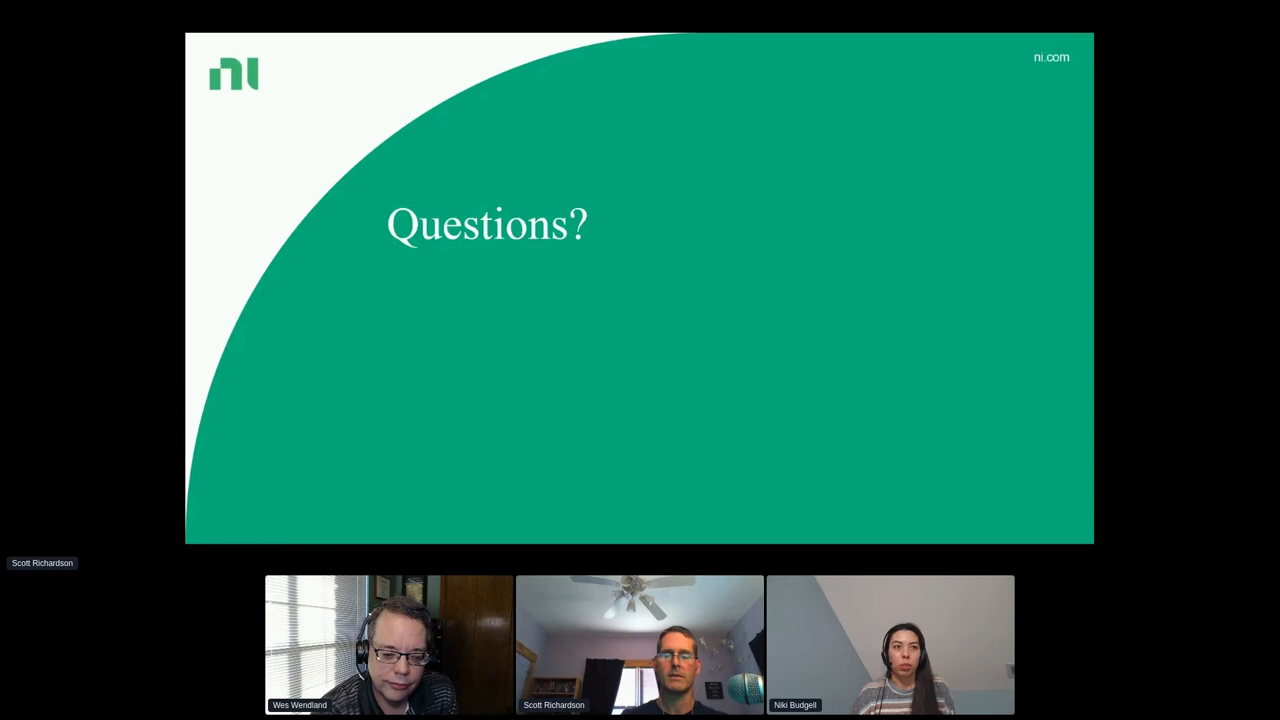 ni
ni.com
Questions?
Scott Richardson
Wes Wendland
Scott Richardson
Niki Budgell